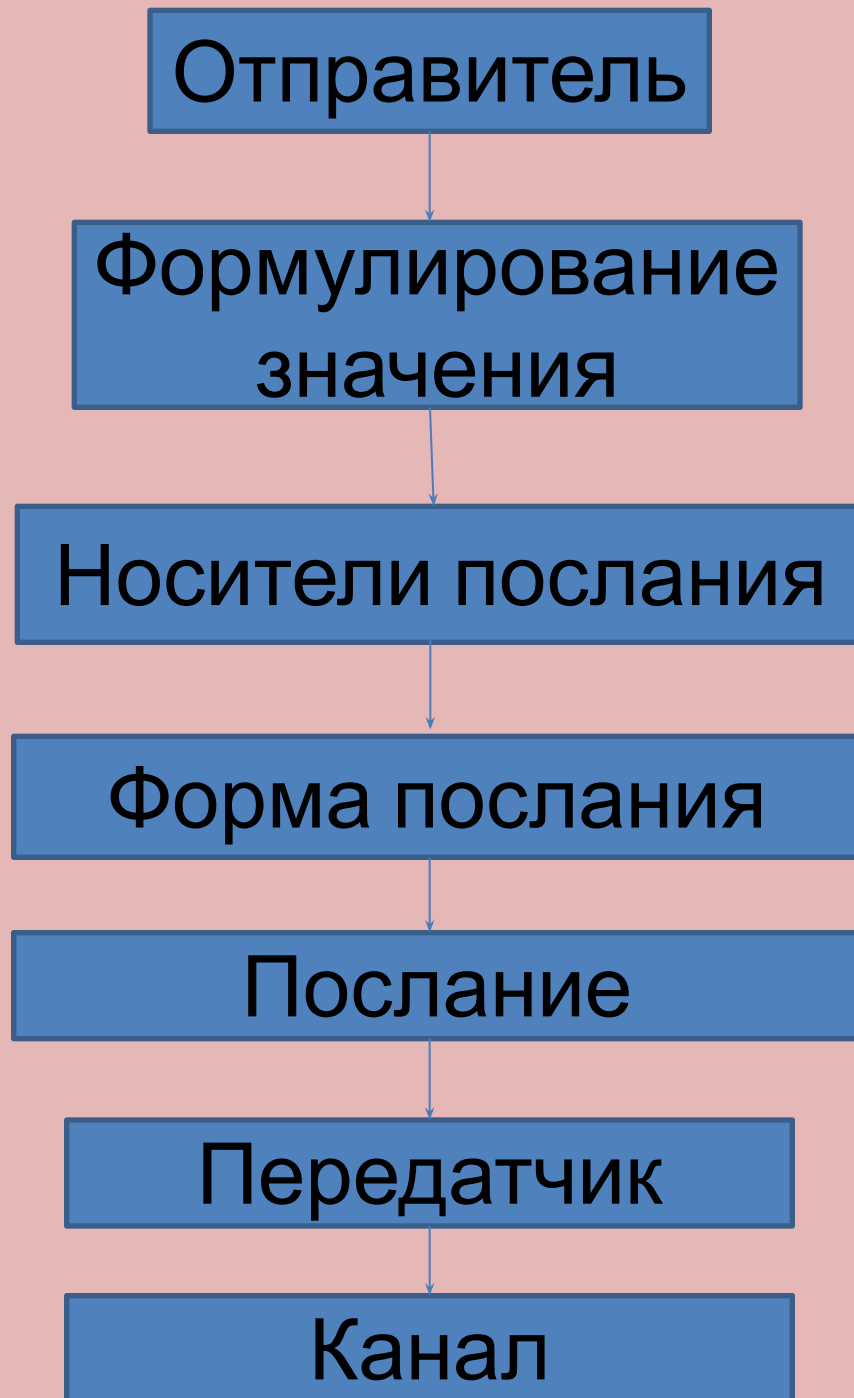 Отправитель
Формулирование
значения
Носители послания
Форма послания
Послание
Передатчик
Канал